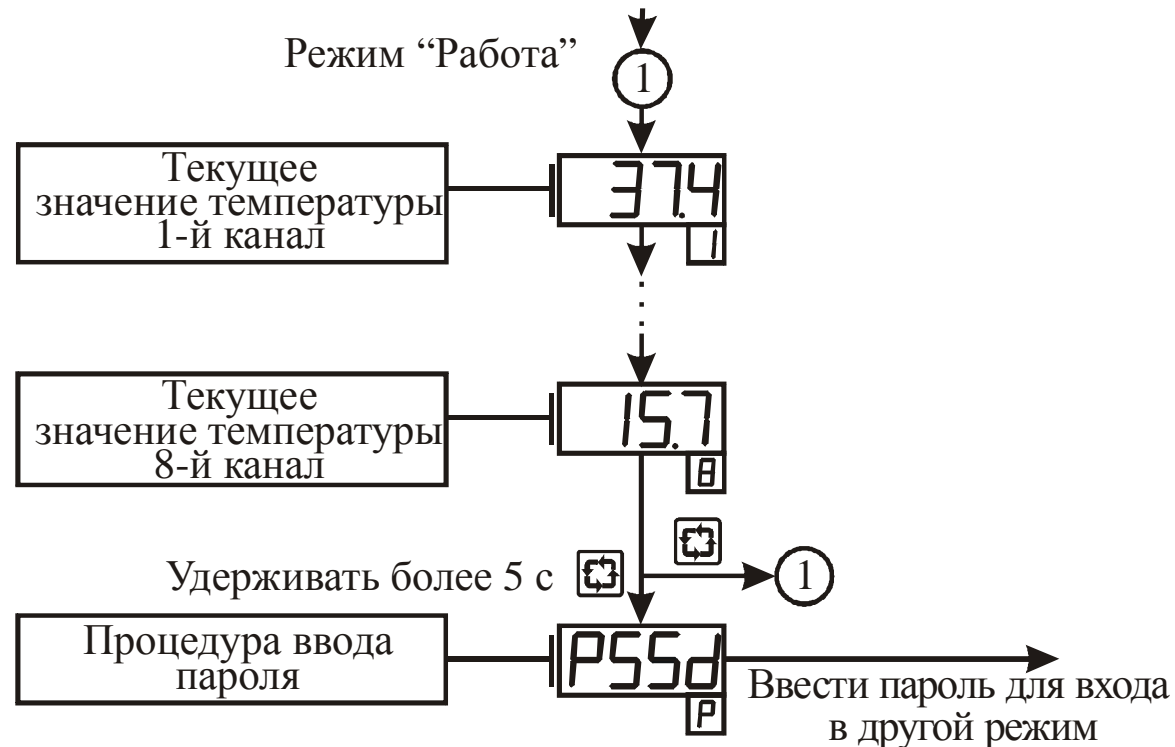 Режим “Работа”
1
Текущее
значение температуры
1-й канал
37.4
1
Текущее
значение температуры
8-й канал
15.7
8
Удерживать более 5 с
1
Процедура ввода
пароля
PSSd
P
Ввести пароль для входа
в другой режим